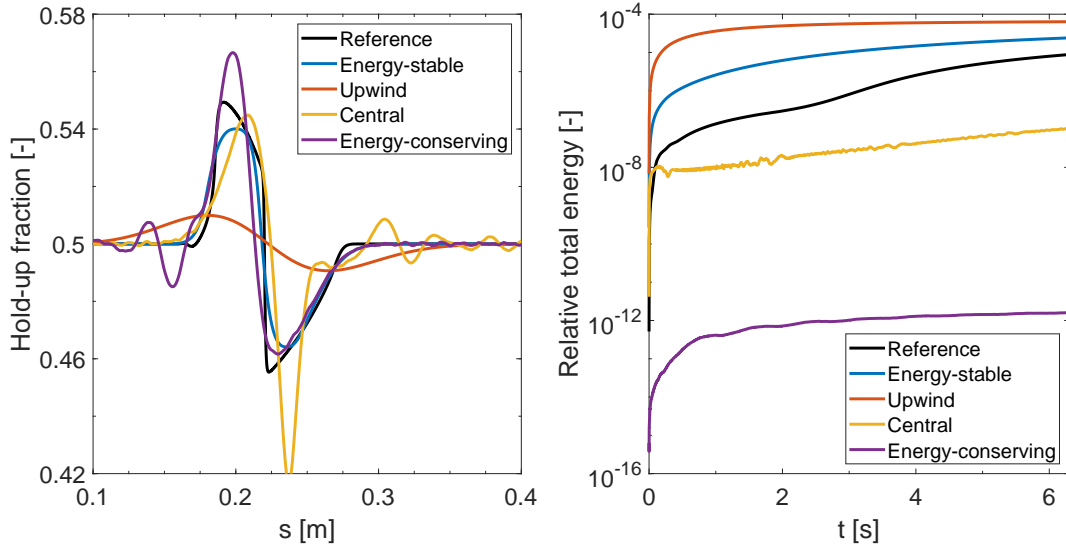 Hold-up fraction [-]
0.58
0.54
0.5
0.46
0.42
0.1
0.2
0.3
0.4
s [m]
Reference
Energy-stable
Upwind
Central
Energy-conserving
Relative total energy [-]
10^-4
10^-8
10^-12
10^-16
0
2
4
6
t [s]
Reference
Energy-stable
Upwind
Central
Energy-conserving